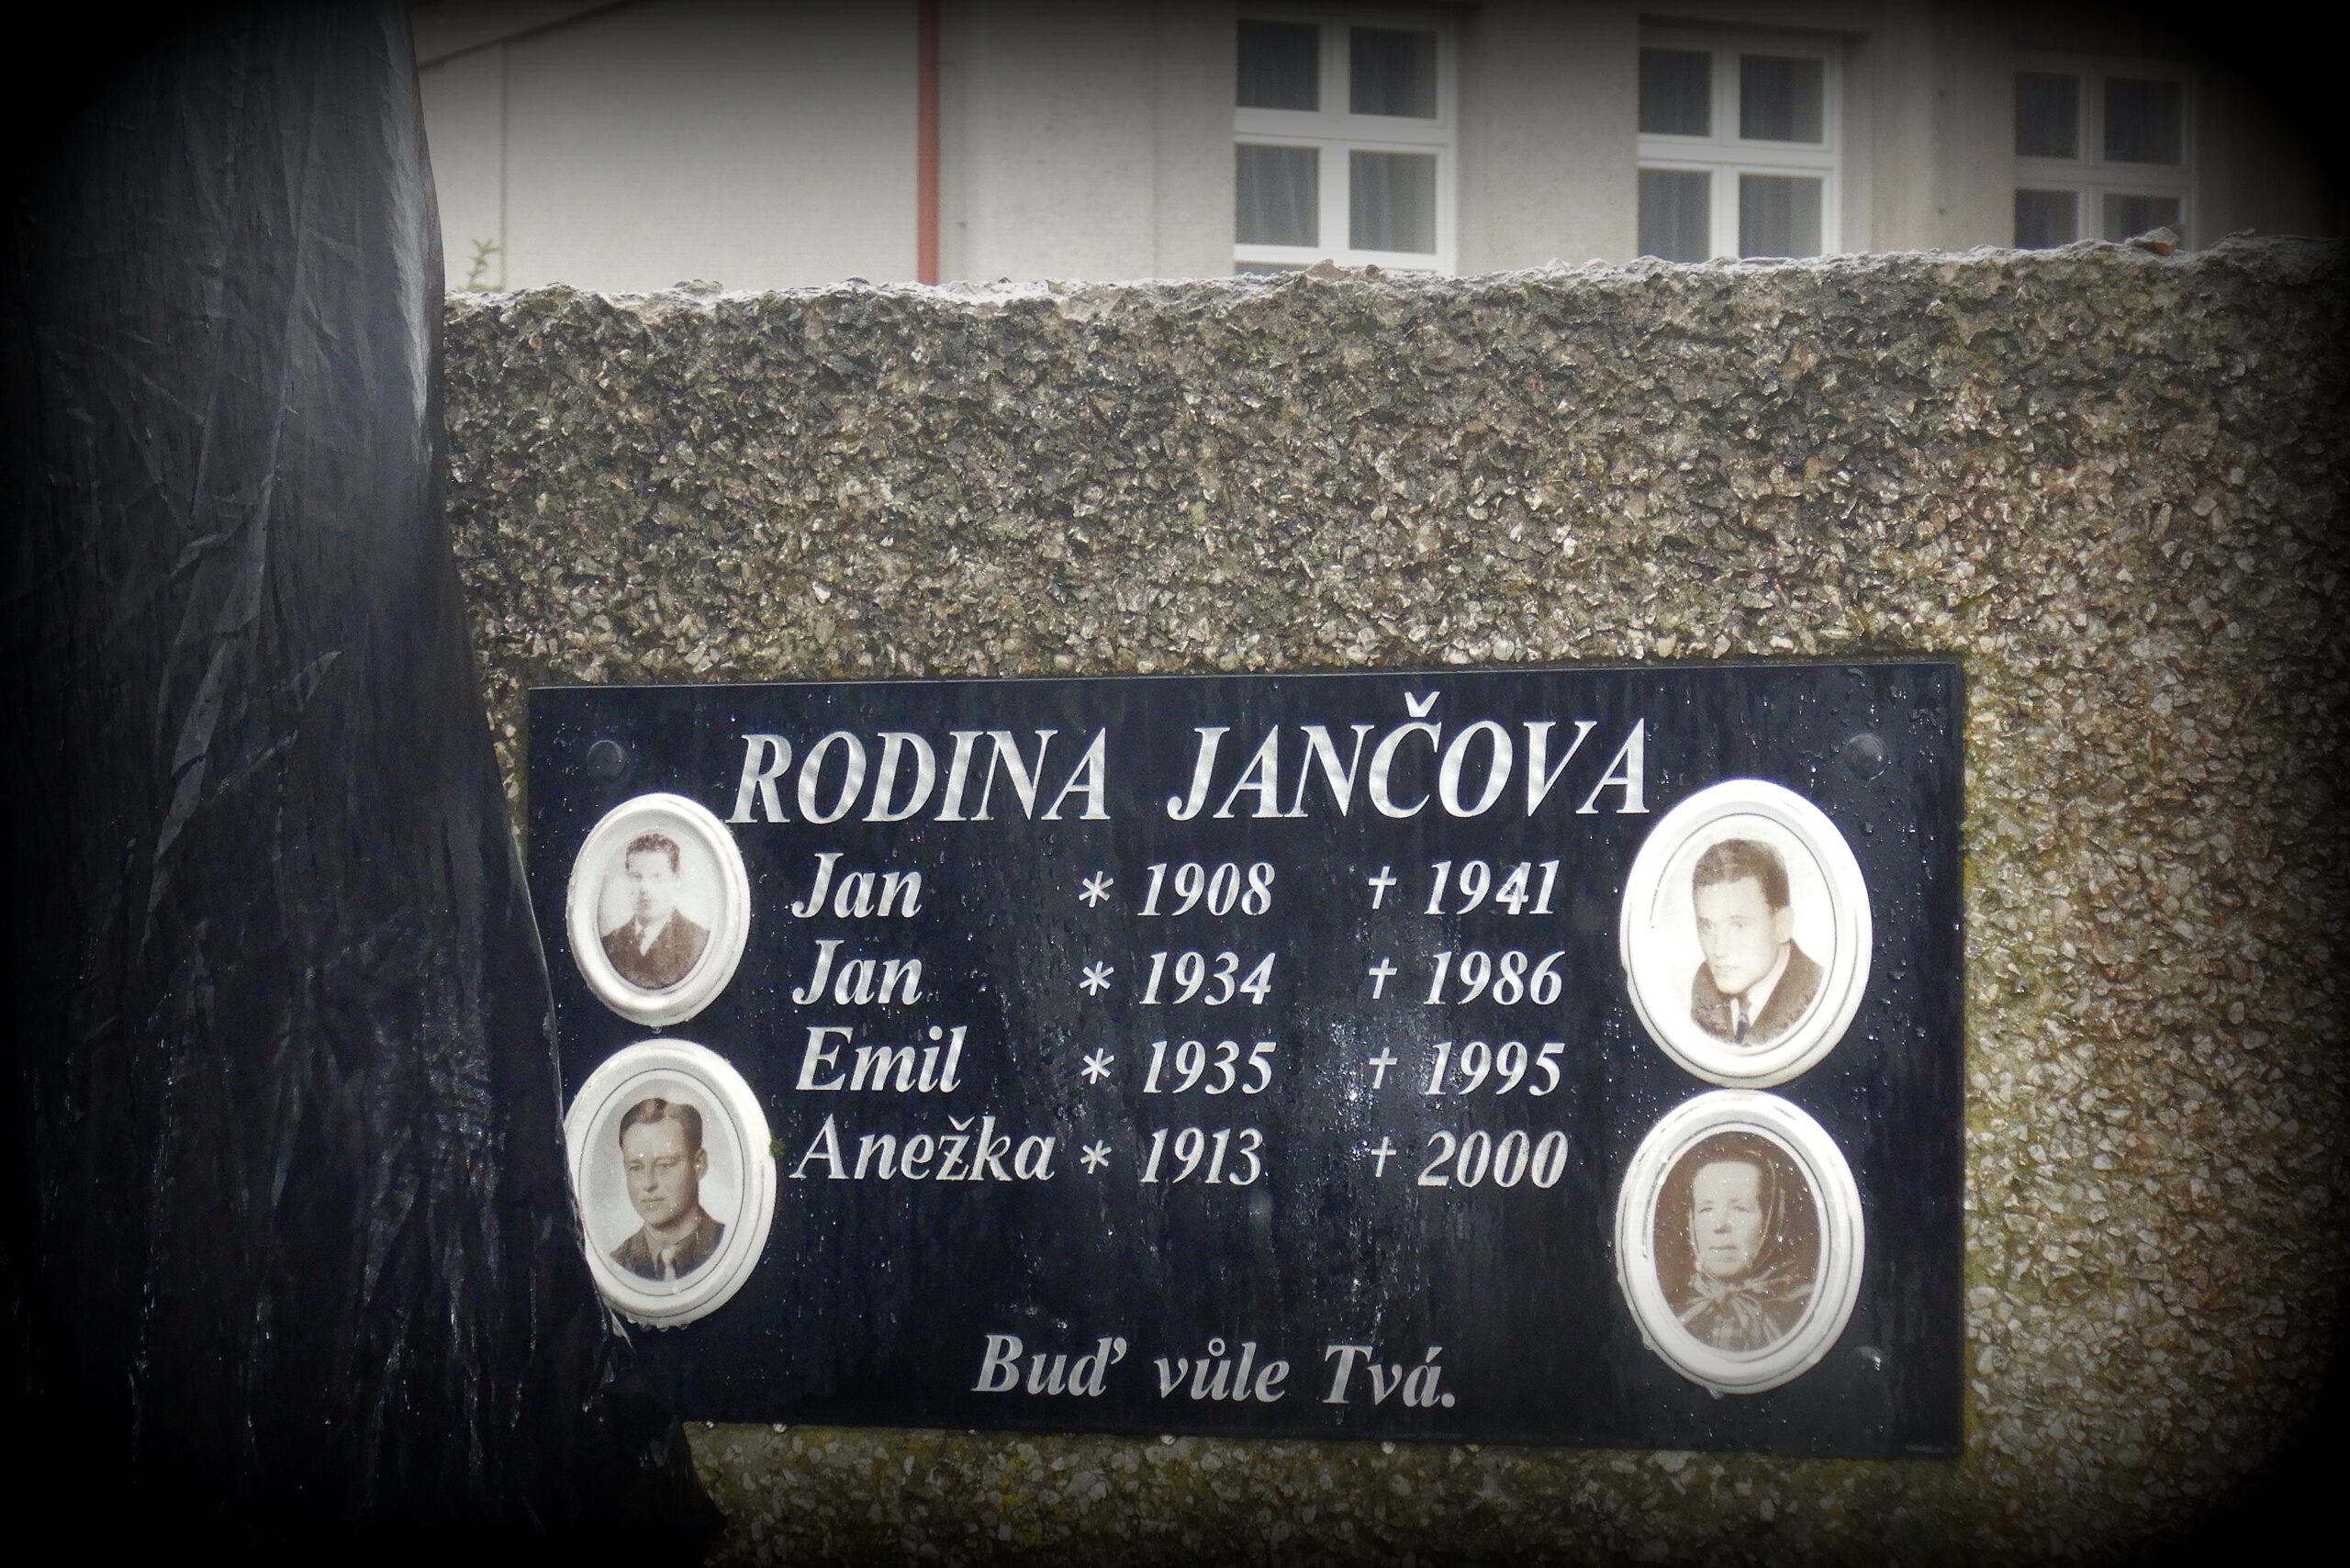 RODINA JANČOVA
Jan * 1908 † 1941
Jan * 1934 † 1986
Emil * 1935 † 1995
Anežka * 1913 † 2000
Buď vůle Tvá.